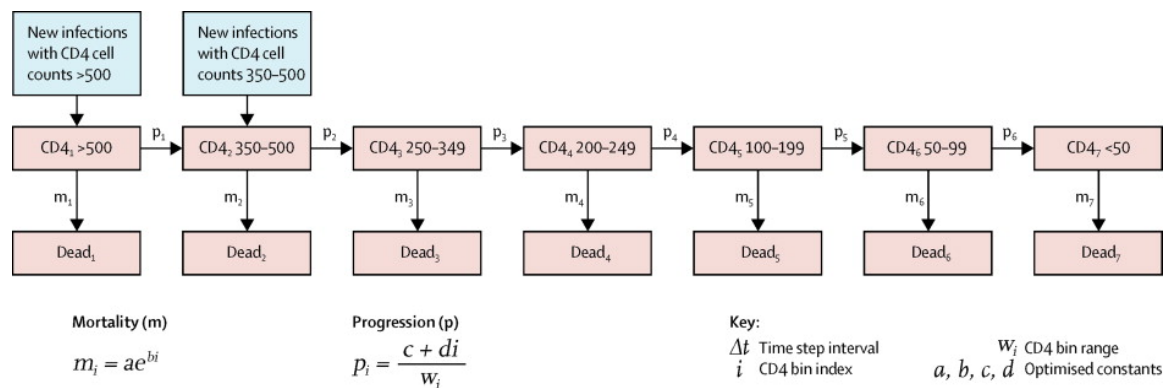 New infections
with CD4 cell
counts >500
New infections
with CD4 cell
counts 350–500
CD4₁ >500
p₁
CD4₂ 350–500
p₂
CD4₃ 250–349
p₃
CD4₄ 200–249
p₄
CD4₅ 100–199
p₅
CD4₆ 50–99
p₆
CD4₇ <50
m₁
m₂
m₃
m₄
m₅
m₆
m₇
Dead₁
Dead₂
Dead₃
Dead₄
Dead₅
Dead₆
Dead₇
Mortality (m)
mᵢ = ae^{bi}
Progression (p)
pᵢ = (c + di) / wᵢ
Key:
Δt Time step interval
i CD4 bin index
wᵢ CD4 bin range
a, b, c, d Optimised constants